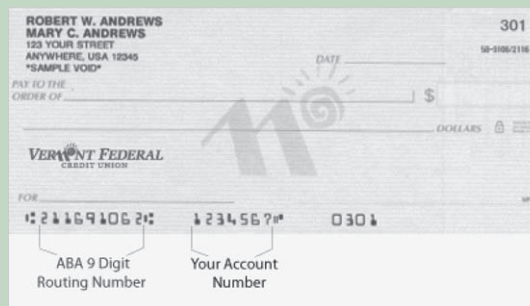 ROBERT W. ANDREWS
MARY C. ANDREWS
123 YOUR STREET
ANYWHERE, USA 12345
*SAMPLE VOID*
301
DATE
PAY TO THE
ORDER OF
$
DOLLARS
VERMONT FEDERAL
CREDIT UNION
FOR
⑆211691062⑆ 1234567⑈ 0301
ABA 9 Digit
Routing Number
Your Account
Number